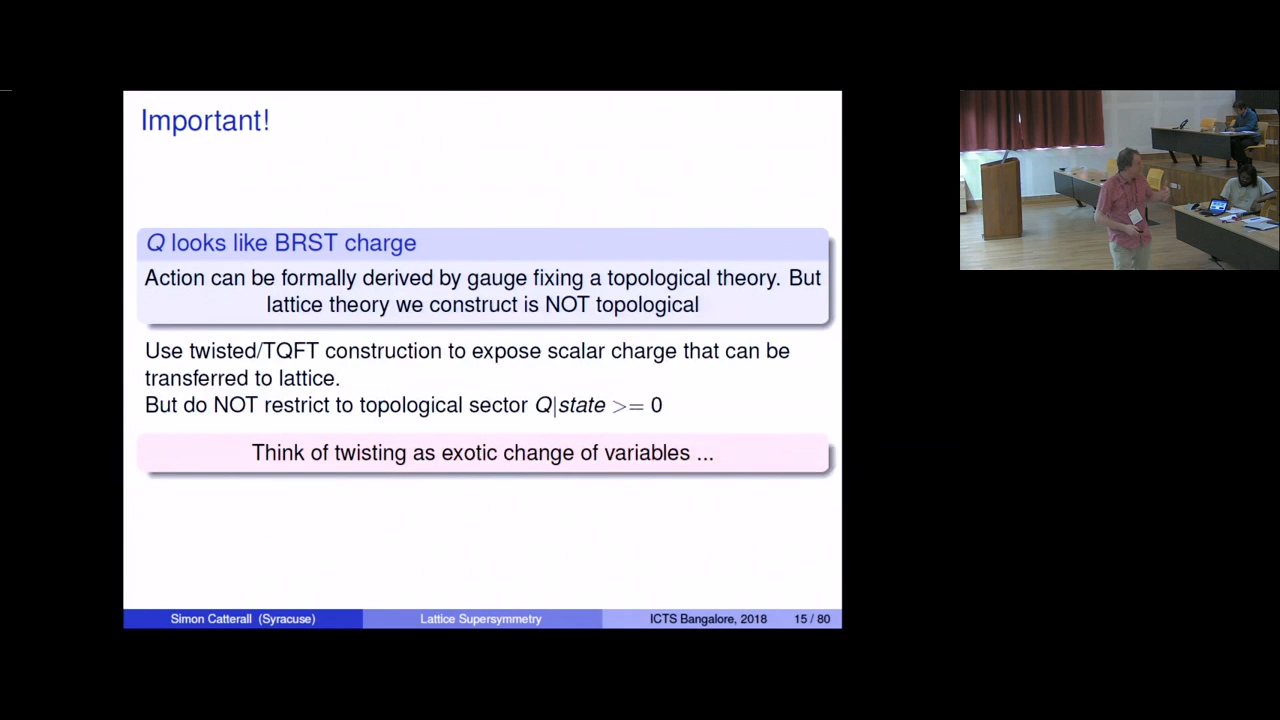 Important!
Q looks like BRST charge
Action can be formally derived by gauge fixing a topological theory. But
lattice theory we construct is NOT topological
Use twisted/TQFT construction to expose scalar charge that can be
transferred to lattice.
But do NOT restrict to topological sector Q|state >= 0
Think of twisting as exotic change of variables ...
Simon Catterall (Syracuse) Lattice Supersymmetry ICTS Bangalore, 2018 15 / 80